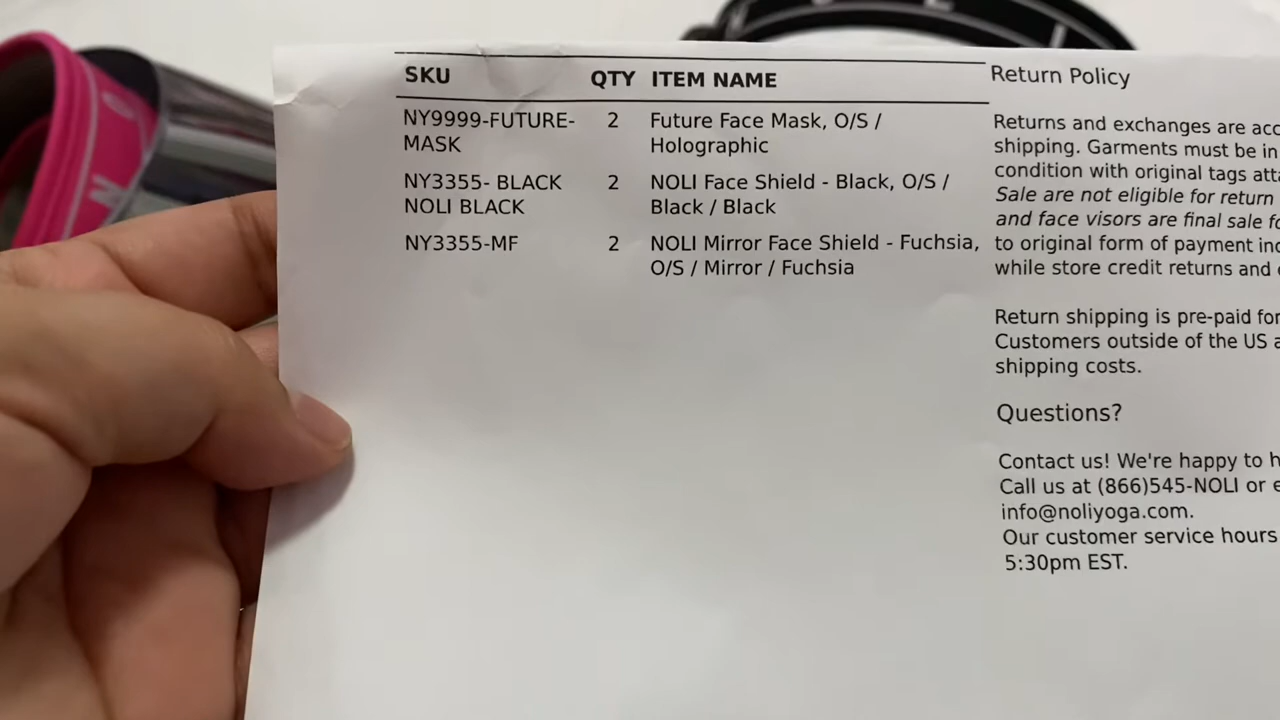 SKU QTY ITEM NAME
NY9999-FUTURE- 2 Future Face Mask, O/S /
MASK Holographic
NY3355- BLACK 2 NOLI Face Shield - Black, O/S /
NOLI BLACK Black / Black
NY3355-MF 2 NOLI Mirror Face Shield - Fuchsia,
O/S / Mirror / Fuchsia
Return Policy
Returns and exchanges are
shipping. Garments must be in
condition with original tags
Sale are not eligible for return
and face visors are final sale
to original form of payment
while store credit returns and
Return shipping is pre-paid for
Customers outside of the US
shipping costs.
Questions?
Contact us! We're happy to
Call us at (866)545-NOLI or
info@noliyoga.com.
Our customer service hours
5:30pm EST.